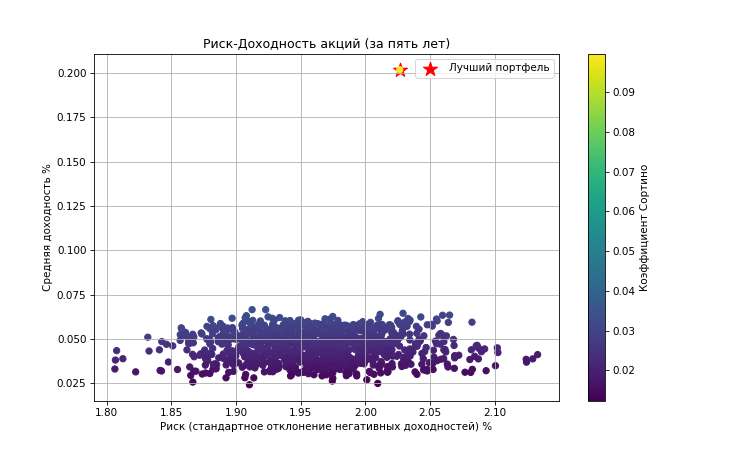 Риск-Доходность акций (за пять лет)
Лучший портфель
0.200
0.175
0.150
0.125
0.100
0.075
0.050
0.025
Средняя доходность %
1.80 1.85 1.90 1.95 2.00 2.05 2.10
Риск (стандартное отклонение негативных доходностей) %
0.09
0.08
0.07
0.06
0.05
0.04
0.03
0.02
Коэффициент Сортино